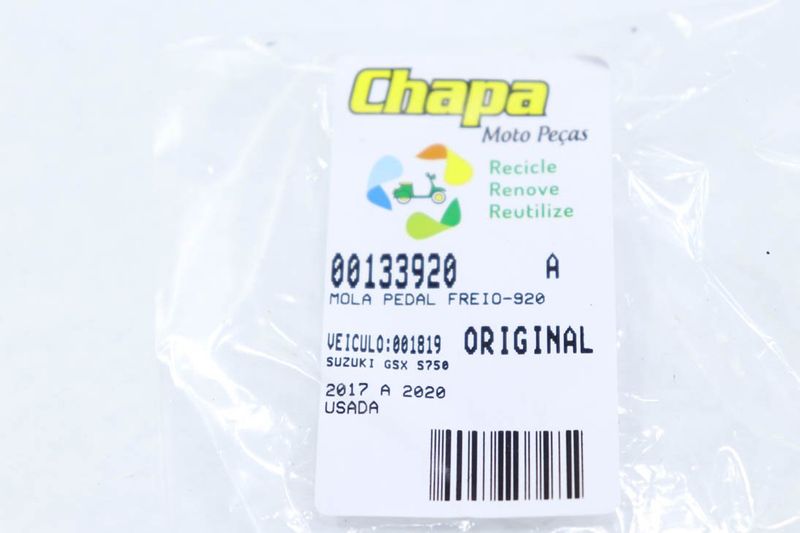 Chapa
Moto Peças
Recicle
Renove
Reutilize
00133920 A
MOLA PEDAL FREIO-920
VEICULO:001819 ORIGINAL
SUZUKI GSX S750
2017 A 2020
USADA